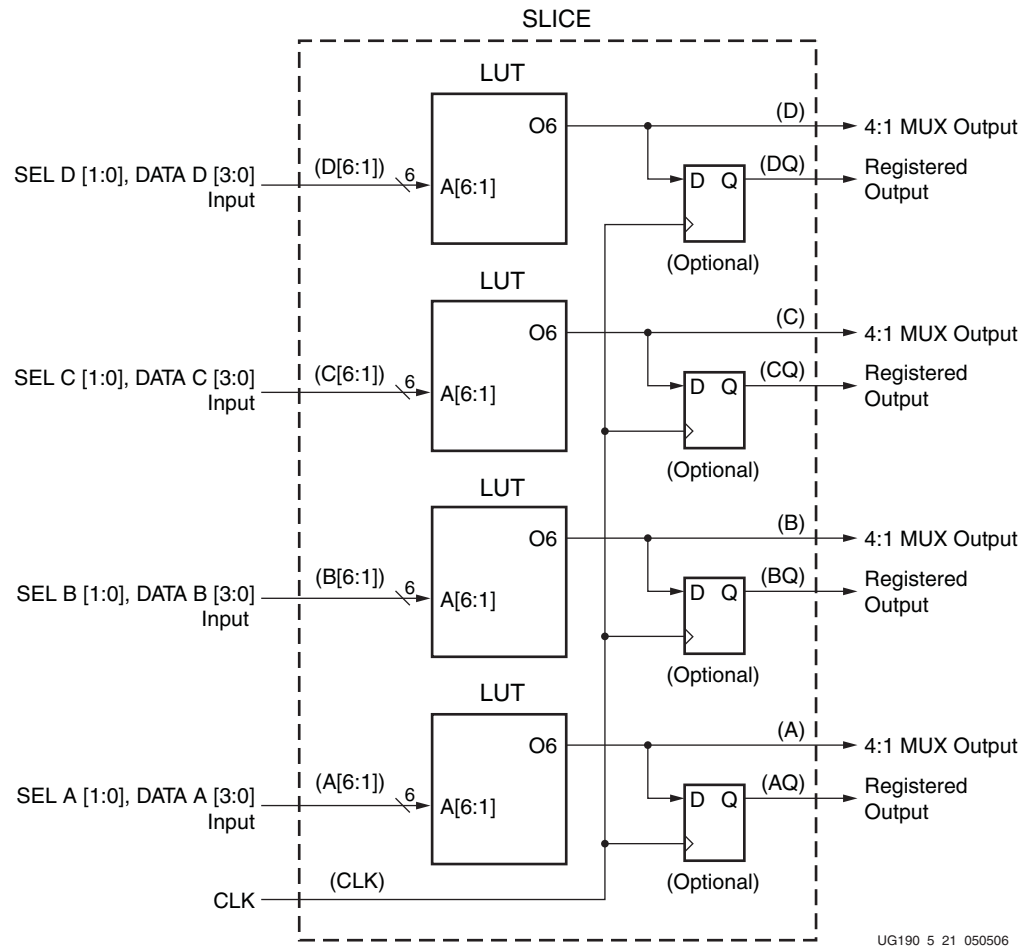 SLICE
LUT
(D)
O6
4:1 MUX Output
SEL D [1:0], DATA D [3:0]
Input
(D[6:1])
6
A[6:1]
D Q
(DQ)
Registered
Output
(Optional)
LUT
(C)
O6
4:1 MUX Output
SEL C [1:0], DATA C [3:0]
Input
(C[6:1])
6
A[6:1]
D Q
(CQ)
Registered
Output
(Optional)
LUT
(B)
O6
4:1 MUX Output
SEL B [1:0], DATA B [3:0]
Input
(B[6:1])
6
A[6:1]
D Q
(BQ)
Registered
Output
(Optional)
LUT
(A)
O6
4:1 MUX Output
SEL A [1:0], DATA A [3:0]
Input
(A[6:1])
6
A[6:1]
D Q
(AQ)
Registered
Output
(Optional)
CLK
(CLK)
UG190_5_21_050506